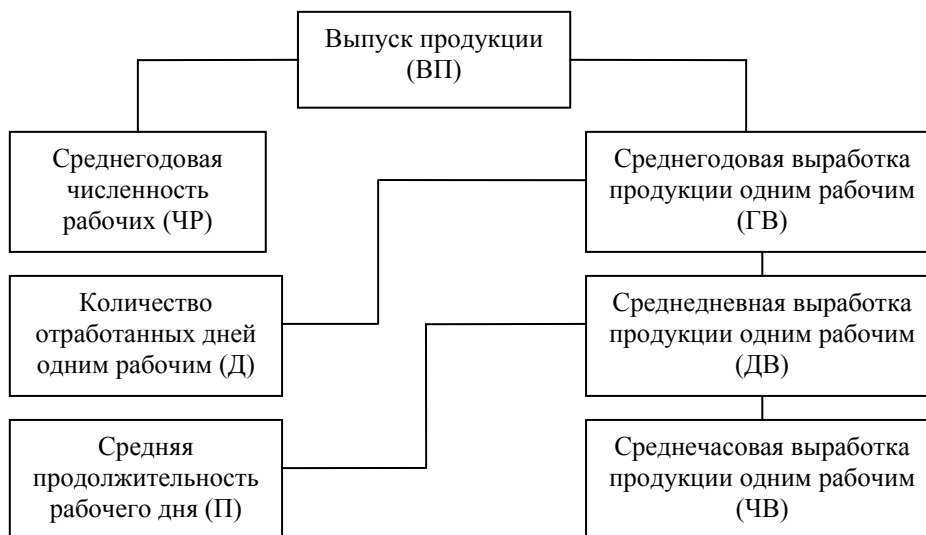 Выпуск продукции
(ВП)
Среднегодовая
численность
рабочих (ЧР)
Среднегодовая выработка
продукции одним рабочим
(ГВ)
Количество
отработанных дней
одним рабочим (Д)
Среднедневная выработка
продукции одним рабочим
(ДВ)
Средняя
продолжительность
рабочего дня (П)
Среднечасовая выработка
продукции одним рабочим
(ЧВ)